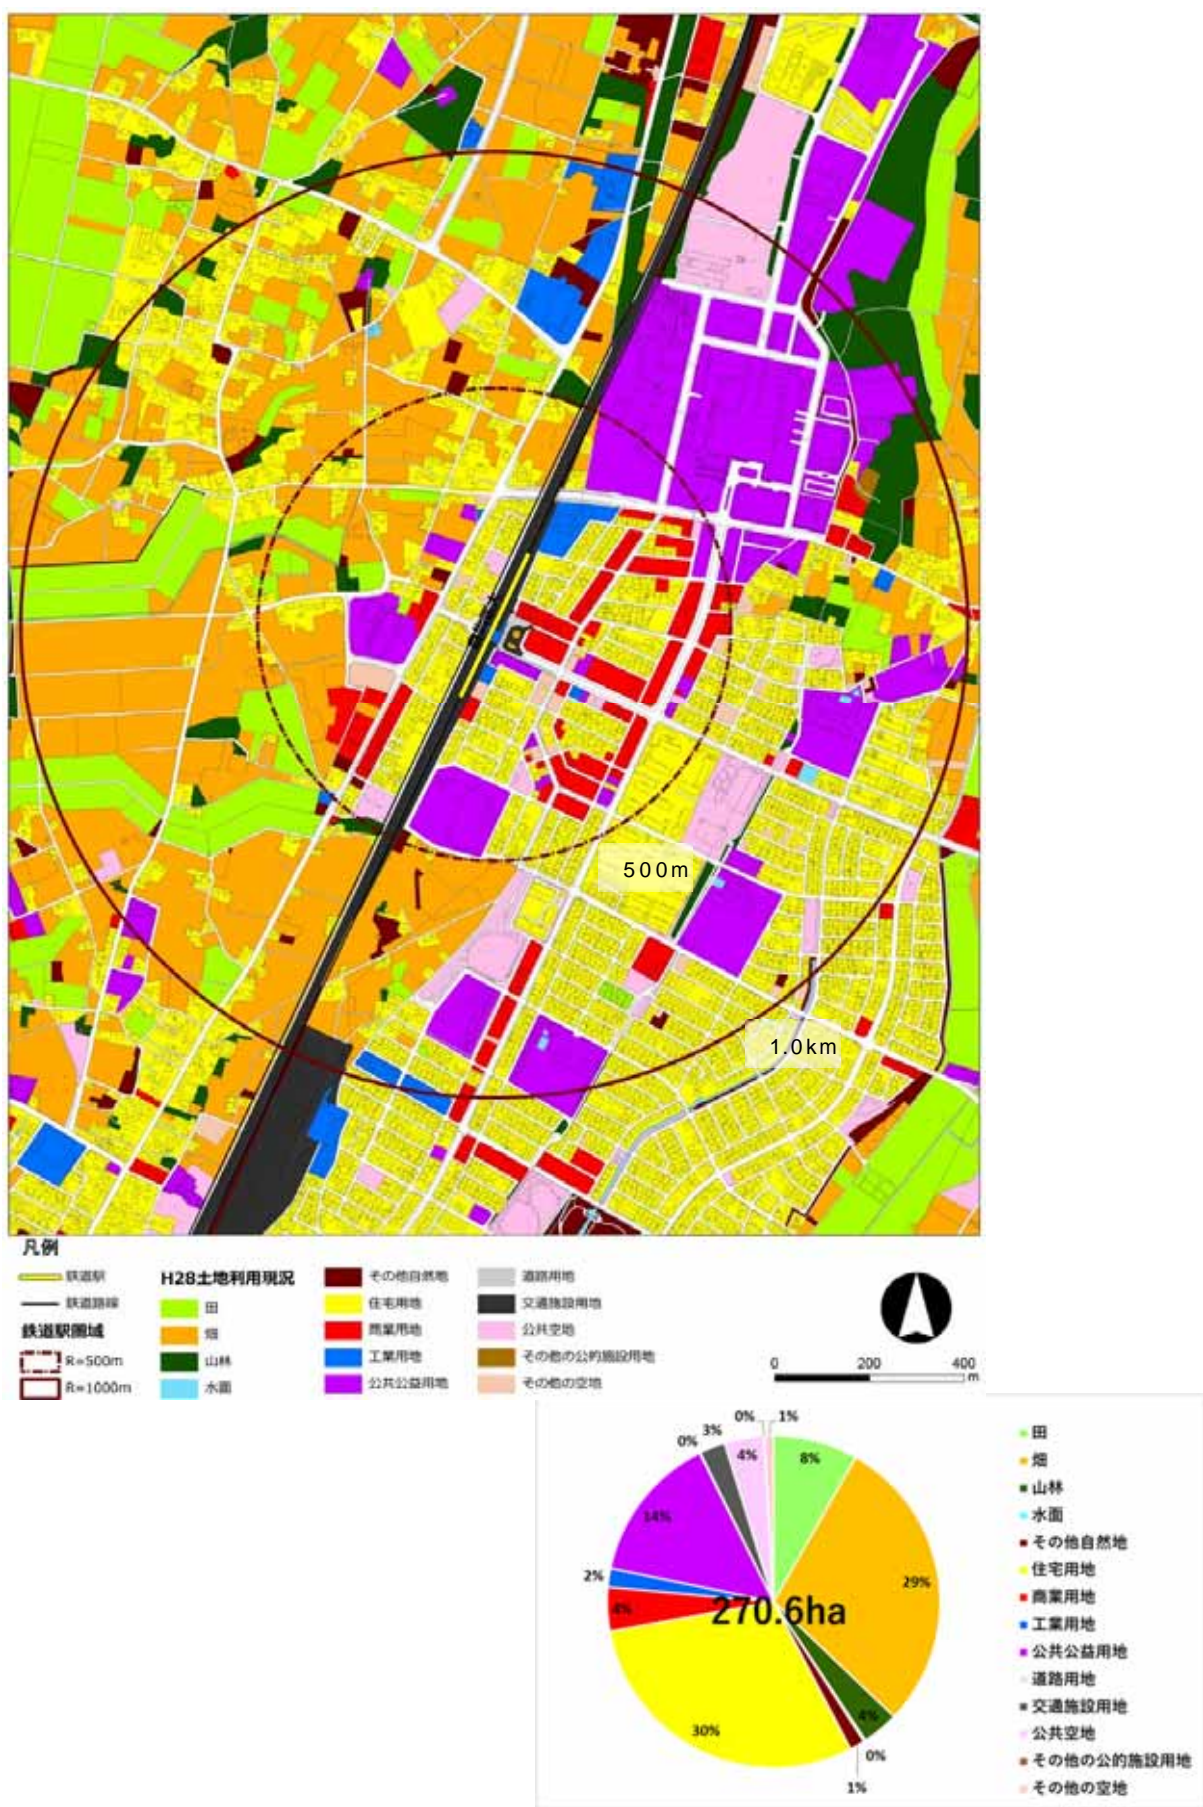 500m
1.0km
凡例
鉄道駅
鉄道路線
鉄道駅圏域
R=500m
R=1000m
H28土地利用現況
田
畑
山林
水面
その他自然地
住宅用地
商業用地
工業用地
公共公益用地
道路用地
交通施設用地
公共空地
その他の公的施設用地
その他の空地
0 200 400
m
0% 1%
3%
0%
4%
8%
14%
29%
2%
4%
270.6ha
4%
30%
0%
1%
田
畑
山林
水面
その他自然地
住宅用地
商業用地
工業用地
公共公益用地
道路用地
交通施設用地
公共空地
その他の公的施設用地
その他の空地